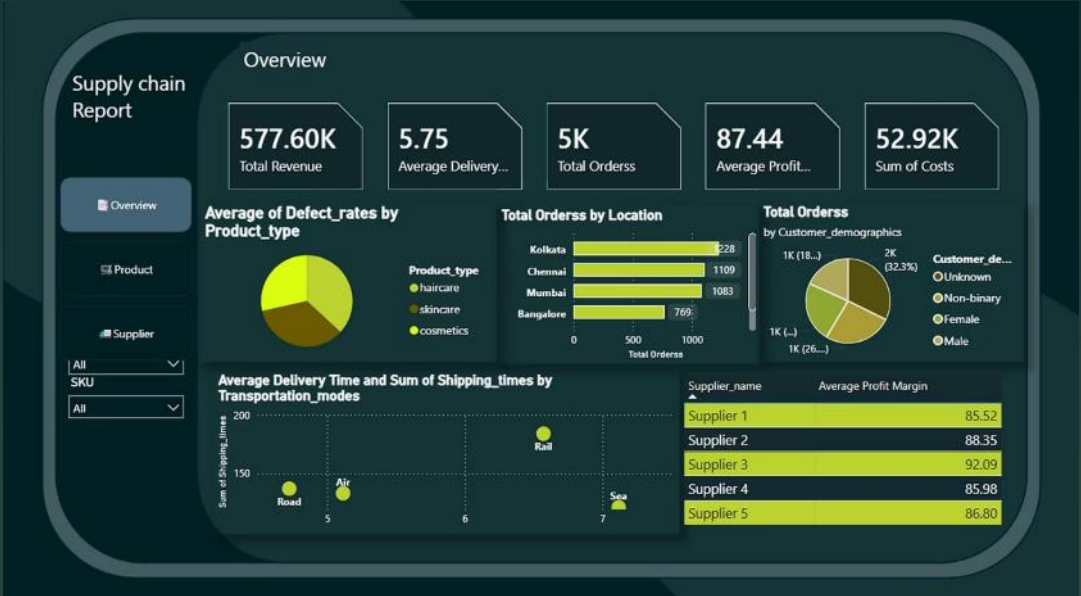 Supply chain
Report
Overview
Product
Supplier
All
SKU
All
Overview
577.60K
Total Revenue
5.75
Average Delivery...
5K
Total Orderss
87.44
Average Profit...
52.92K
Sum of Costs
Average of Defect_rates by
Product_type
Product_type
haircare
skincare
cosmetics
Total Orderss by Location
Kolkata
1228
Chennai
1109
Mumbai
1083
Bangalore
769
0 500 1000
Total Orderss
Total Orderss
by Customer_demographics
1K (18...)
2K
(32.3%)
1K (...)
1K (26....)
Customer_de...
Unknown
Non-binary
Female
Male
Average Delivery Time and Sum of Shipping_times by
Transportation_modes
Sum of Shipping_times
200
150
Rail
Road
Air
Sea
5 6 7
Supplier_name Average Profit Margin
Supplier 1 85.52
Supplier 2 88.35
Supplier 3 92.09
Supplier 4 85.98
Supplier 5 86.80